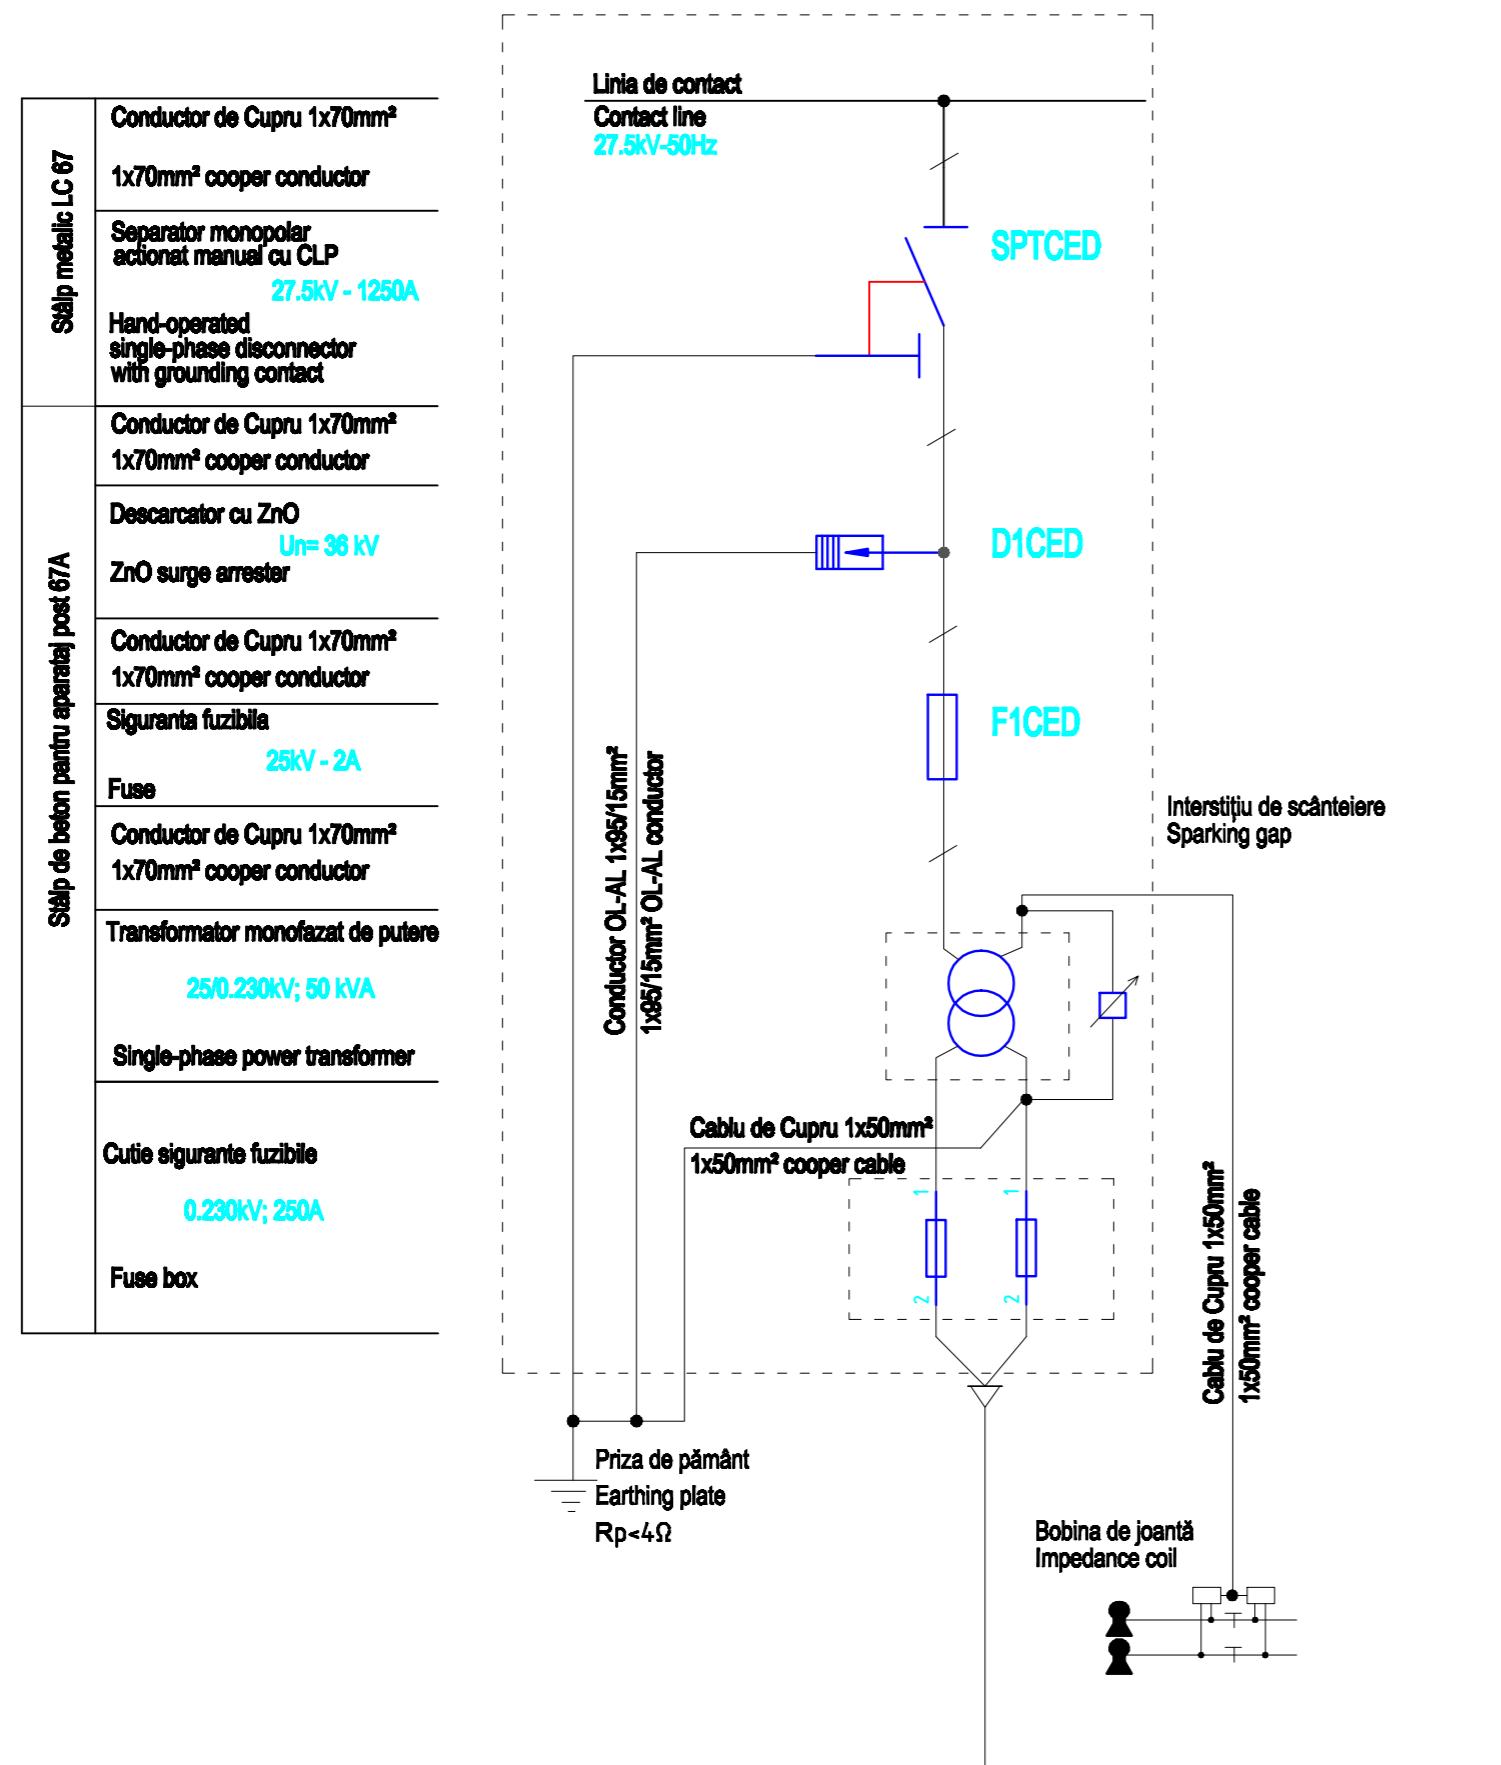 Stâlp metalic LC 67
Conductor de Cupru 1x70mm²
1x70mm² cooper conductor
Separator monopolar
actionat manual cu CLP
27.5kV - 1250A
Hand-operated
single-phase disconnector
with grounding contact
Stâlp de beton pantru aparataj post 67A
Conductor de Cupru 1x70mm²
1x70mm² cooper conductor
Descarcator cu ZnO
Un= 36 kV
ZnO surge arrester
Conductor de Cupru 1x70mm²
1x70mm² cooper conductor
Siguranta fuzibila
25kV - 2A
Fuse
Conductor de Cupru 1x70mm²
1x70mm² cooper conductor
Transformator monofazat de putere
25/0.230kV; 50 kVA
Single-phase power transformer
Cutie sigurante fuzibile
0.230kV; 250A
Fuse box
Linia de contact
Contact line
27.5kV-50Hz
SPTCED
D1CED
F1CED
Conductor OL-AL 1x95/15mm²
1x95/15mm² OL-AL conductor
Interstițiu de scânteiere
Sparking gap
Cablu de Cupru 1x50mm²
1x50mm² cooper cable
1
1
2
2
Cablu de Cupru 1x50mm²
1x50mm² cooper cable
Priza de pământ
Earthing plate
Rp<4Ω
Bobina de joantă
Impedance coil